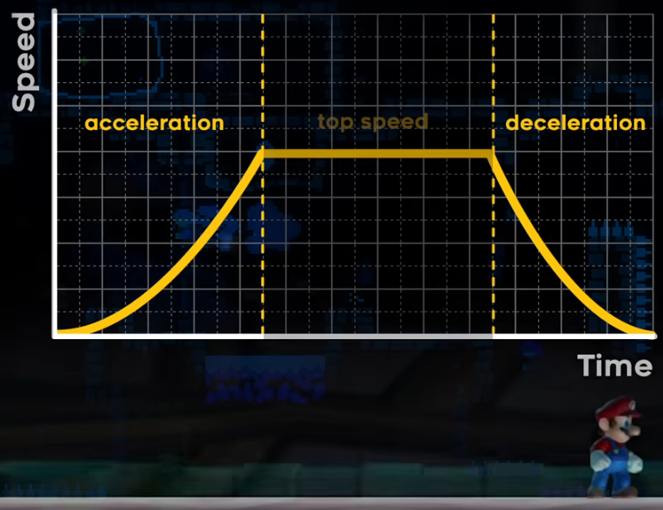 Speed
acceleration
top speed
deceleration
Time